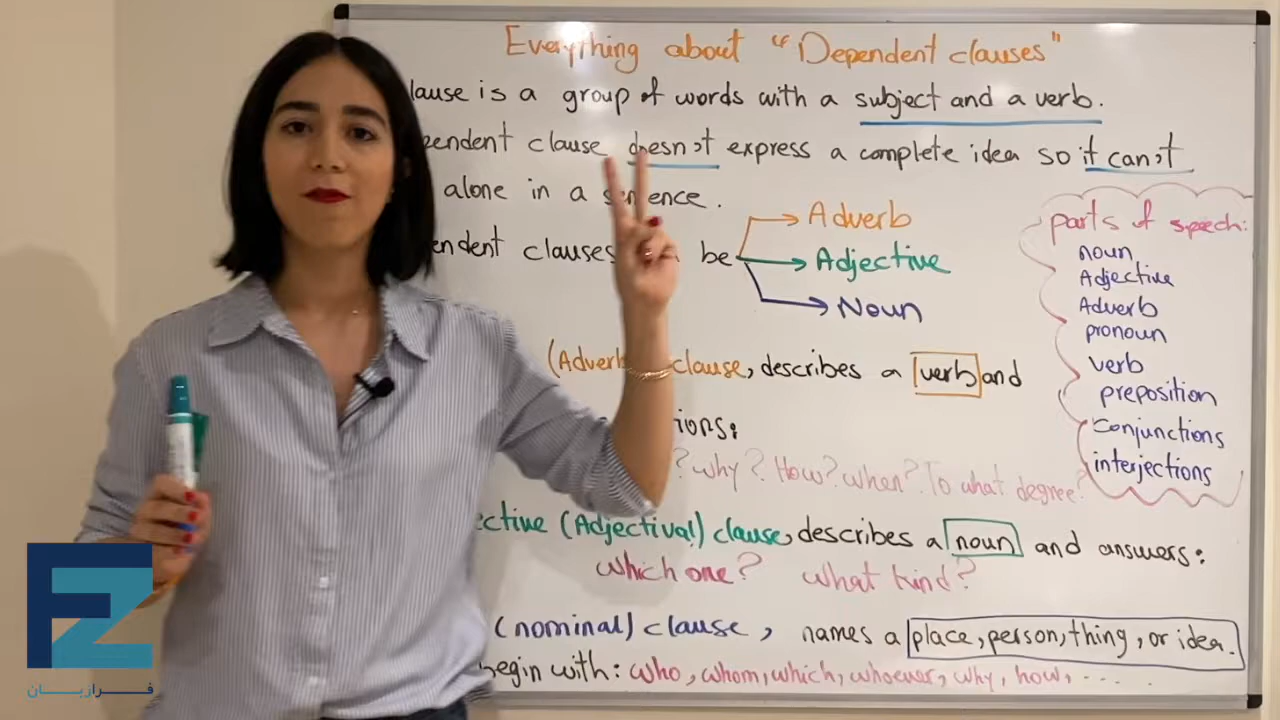 Everything about "Dependent clauses"
lause is a group of words with a subject and a verb.
pendent clause doesn't express a complete idea so it can't
alone in a sentence.
endent clauses be
Adverb
Adjective
Noun
(Adverb clause, describes a verb and
ions:
? why? How? when? To what degree?
ective (Adjectival) clause, describes a noun and answers:
which one? what kind?
(nominal) clause, names a place, person, thing, or idea.
begin with: who, whom, which, whoever, why, how, ....
parts of speech:
noun
Adjective
Adverb
pronoun
verb
preposition
conjunctions
interjections
FZ
فرازبان